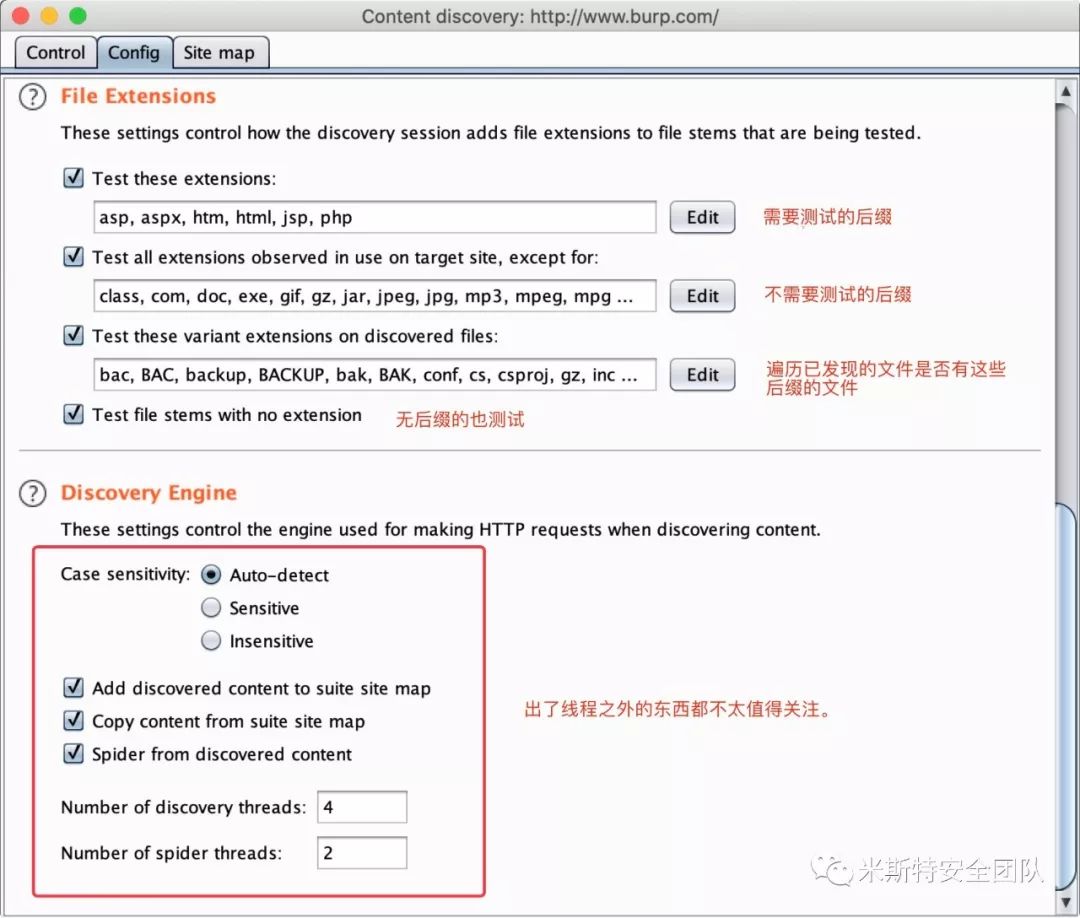 Content discovery: http://www.burp.com/
Control Config Site map
? File Extensions
These settings control how the discovery session adds file extensions to file stems that are being tested.
Test these extensions:
asp, aspx, htm, html, jsp, php Edit 需要测试的后缀
Test all extensions observed in use on target site, except for:
class, com, doc, exe, gif, gz, jar, jpeg, jpg, mp3, mpeg, mpg ... Edit 不需要测试的后缀
Test these variant extensions on discovered files:
bac, BAC, backup, BACKUP, bak, BAK, conf, cs, csproj, gz, inc ... Edit 遍历已发现的文件是否有这些
后缀的文件
Test file stems with no extension 无后缀的也测试
? Discovery Engine
These settings control the engine used for making HTTP requests when discovering content.
Case sensitivity: Auto-detect
Sensitive
Insensitive
Add discovered content to suite site map
出了线程之外的东西都不太值得关注。
Copy content from suite site map
Spider from discovered content
Number of discovery threads: 4
Number of spider threads: 2
米斯特安全团队